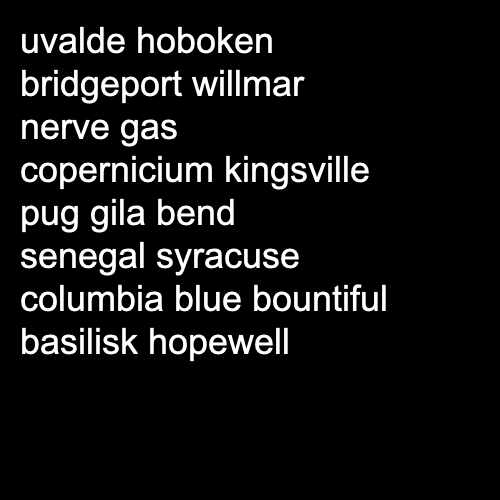 uvalde hoboken
bridgeport willmar
nerve gas
copernicium kingsville
pug gila bend
senegal syracuse
columbia blue bountiful
basilisk hopewell